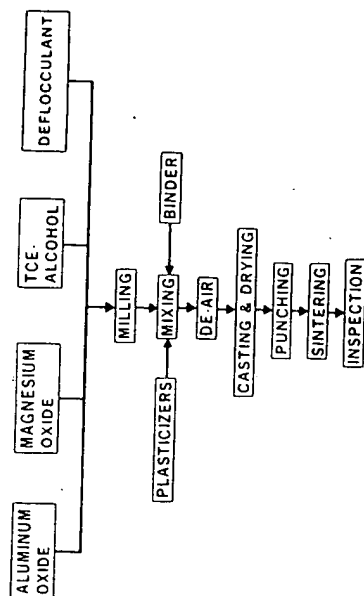 ALUMINUM
OXIDE
MAGNESIUM
OXIDE
TCE-
ALCOHOL
DEFLOCCULANT
MILLING
PLASTICIZERS
MIXING
BINDER
DE-AIR
CASTING & DRYING
PUNCHING
SINTERING
INSPECTION